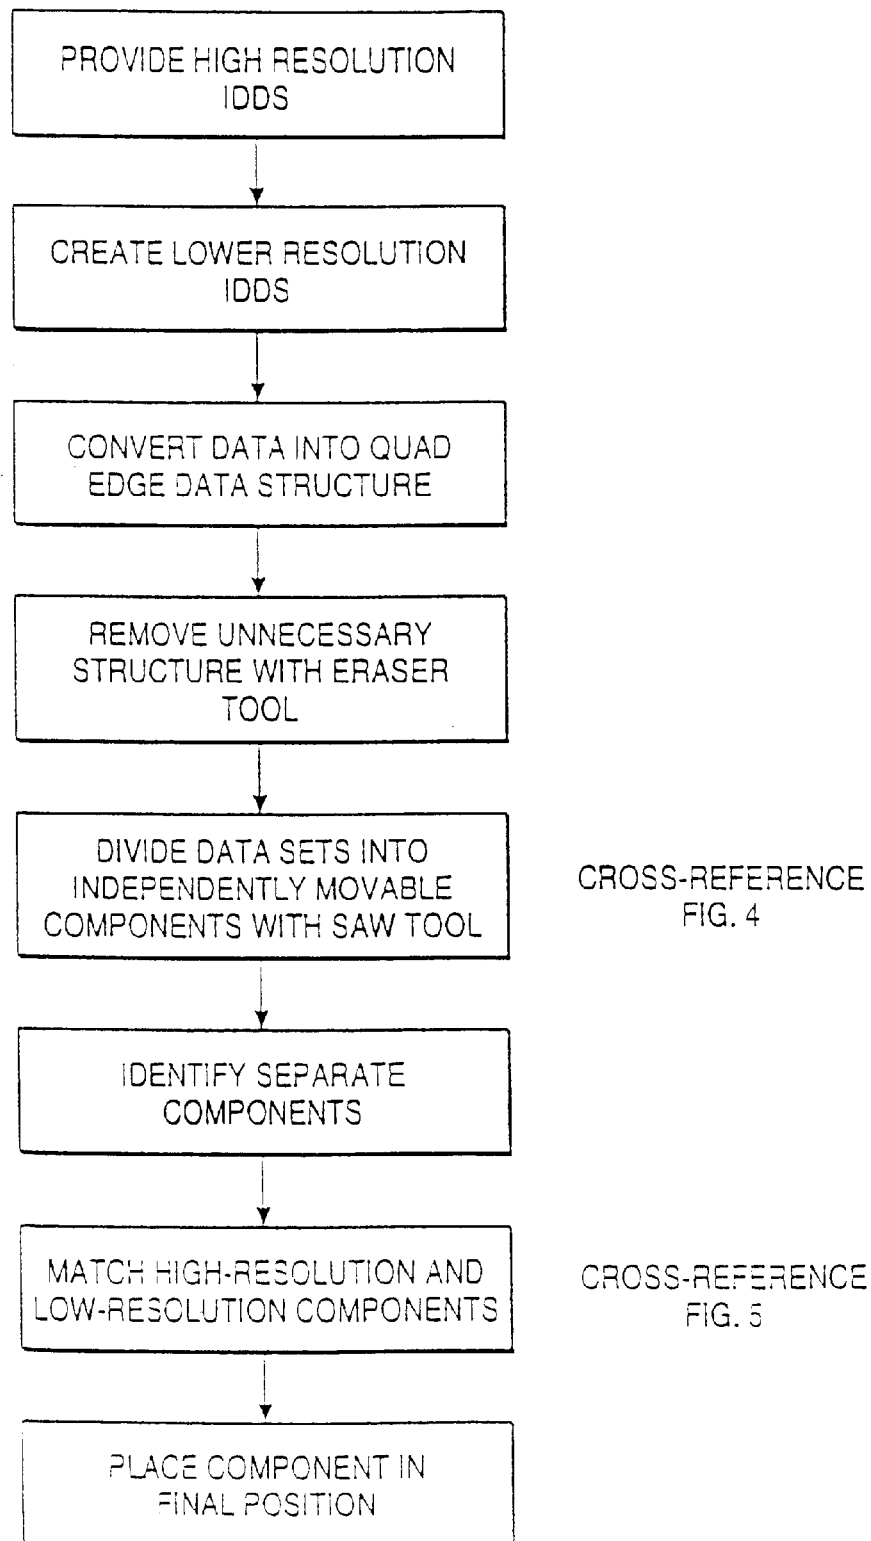 PROVIDE HIGH RESOLUTION
IDDS
CREATE LOWER RESOLUTION
IDDS
CONVERT DATA INTO QUAD
EDGE DATA STRUCTURE
REMOVE UNNECESSARY
STRUCTURE WITH ERASER
TOOL
DIVIDE DATA SETS INTO
INDEPENDENTLY MOVABLE
COMPONENTS WITH SAW TOOL
CROSS-REFERENCE
FIG. 4
IDENTIFY SEPARATE
COMPONENTS
MATCH HIGH-RESOLUTION AND
LOW-RESOLUTION COMPONENTS
CROSS-REFERENCE
FIG. 5
PLACE COMPONENT IN
FINAL POSITION